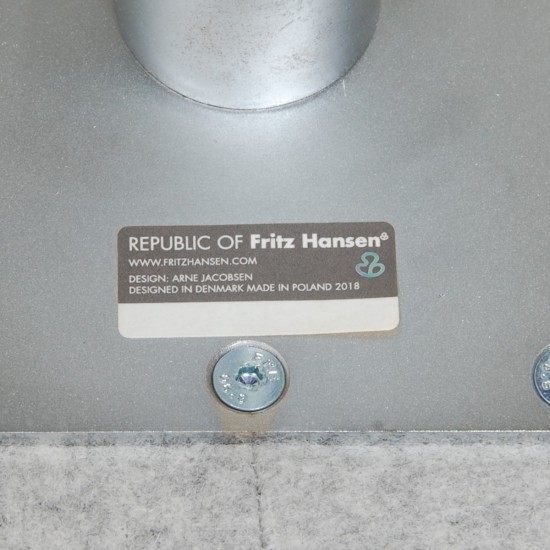 REPUBLIC OF Fritz Hansen®
WWW.FRITZHANSEN.COM
DESIGN: ARNE JACOBSEN
DESIGNED IN DENMARK MADE IN POLAND 2018